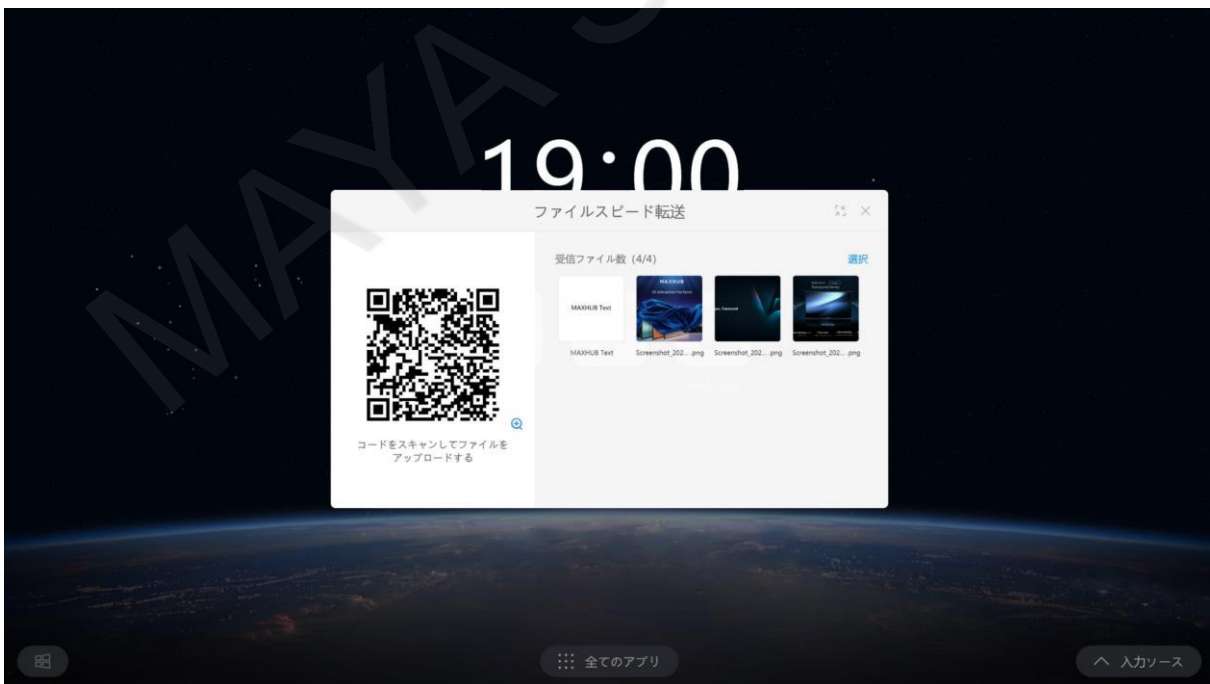 MAYA
19:00
ファイルスピード転送
受信ファイル数 (4/4)
選択
MAXHUB Text
MAXHUB
MAXHUB Text
Screenshot_202... .png
Screenshot_202... .png
Screenshot_202... .png
コードをスキャンしてファイルを
アップロードする
全てのアプリ
入力ソース